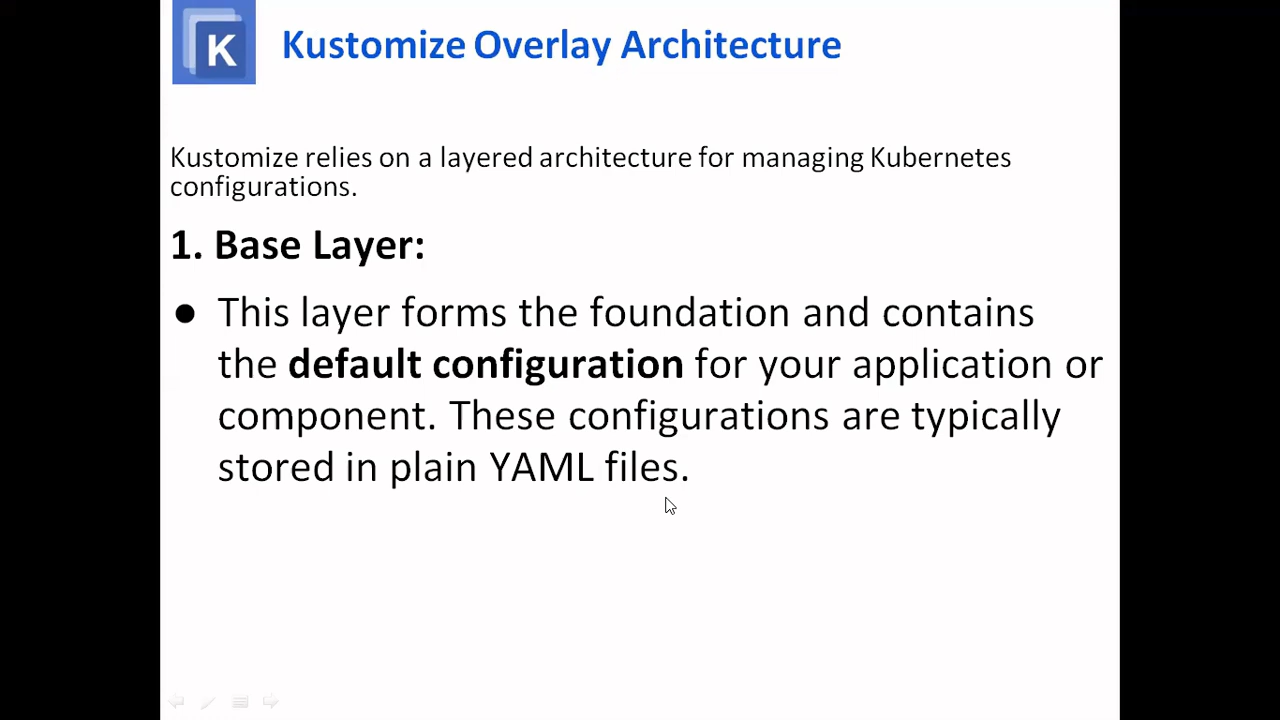 K
Kustomize Overlay Architecture
Kustomize relies on a layered architecture for managing Kubernetes
configurations.
1. Base Layer:
● This layer forms the foundation and contains
the default configuration for your application or
component. These configurations are typically
stored in plain YAML files.